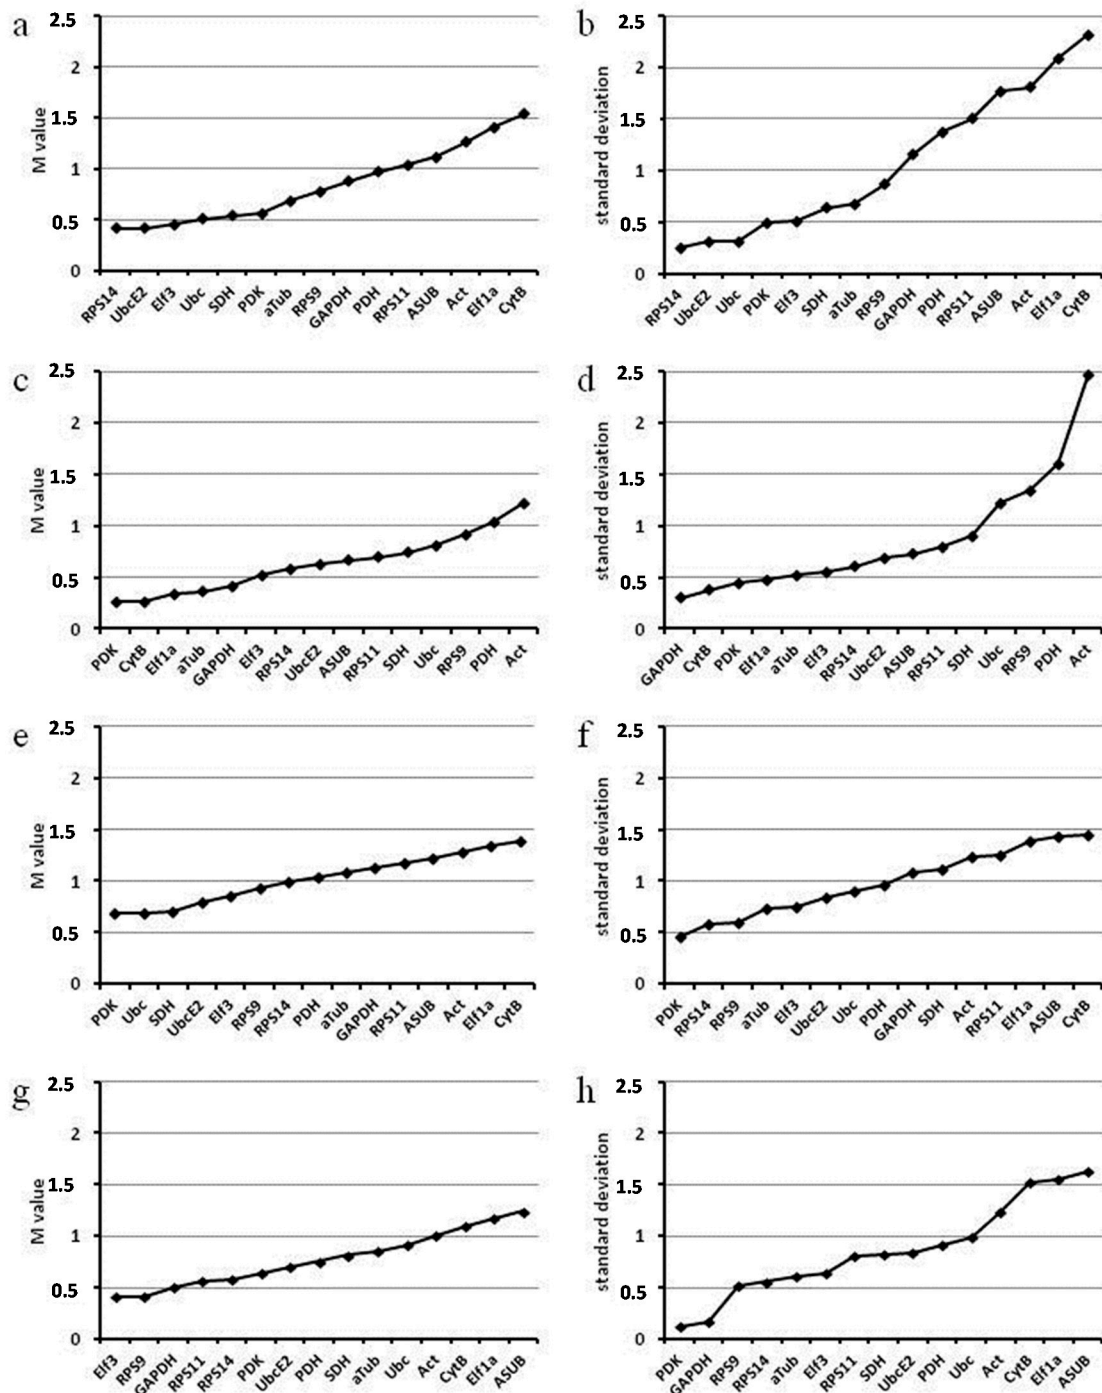 a
2.5
2
1.5
1
0.5
0
M value
RPS14 UbcE2 Elf3 Ubc SDH PDK aTub RPS9 GAPDH PDH RPS11 ASUB Act Elf1a CytB
b
2.5
2
1.5
1
0.5
0
standard deviation
RPS14 UbcE2 Ubc PDK Elf3 SDH aTub RPS9 GAPDH PDH RPS11 ASUB Act Elf1a CytB
c
2.5
2
1.5
1
0.5
0
M value
PDK CytB Elf1a aTub GAPDH Elf3 RPS14 UbcE2 ASUB RPS11 SDH Ubc RPS9 PDH Act
d
2.5
2
1.5
1
0.5
0
standard deviation
GAPDH CytB PDK Elf1a aTub Elf3 RPS14 UbcE2 ASUB RPS11 SDH Ubc RPS9 PDH Act
e
2.5
2
1.5
1
0.5
0
M value
PDK Ubc SDH UbcE2 Elf3 RPS9 RPS14 PDH aTub GAPDH RPS11 ASUB Act Elf1a CytB
f
2.5
2
1.5
1
0.5
0
standard deviation
PDK RPS14 RPS9 aTub Elf3 UbcE2 Ubc PDH GAPDH SDH Act RPS11 Elf1a ASUB CytB
g
2.5
2
1.5
1
0.5
0
M value
Elf3 RPS9 GAPDH RPS11 RPS14 PDK UbcE2 PDH SDH aTub Ubc Act CytB Elf1a ASUB
h
2.5
2
1.5
1
0.5
0
standard deviation
PDK GAPDH RPS9 RPS14 aTub Elf3 RPS11 SDH UbcE2 PDH Ubc Act CytB Elf1a ASUB